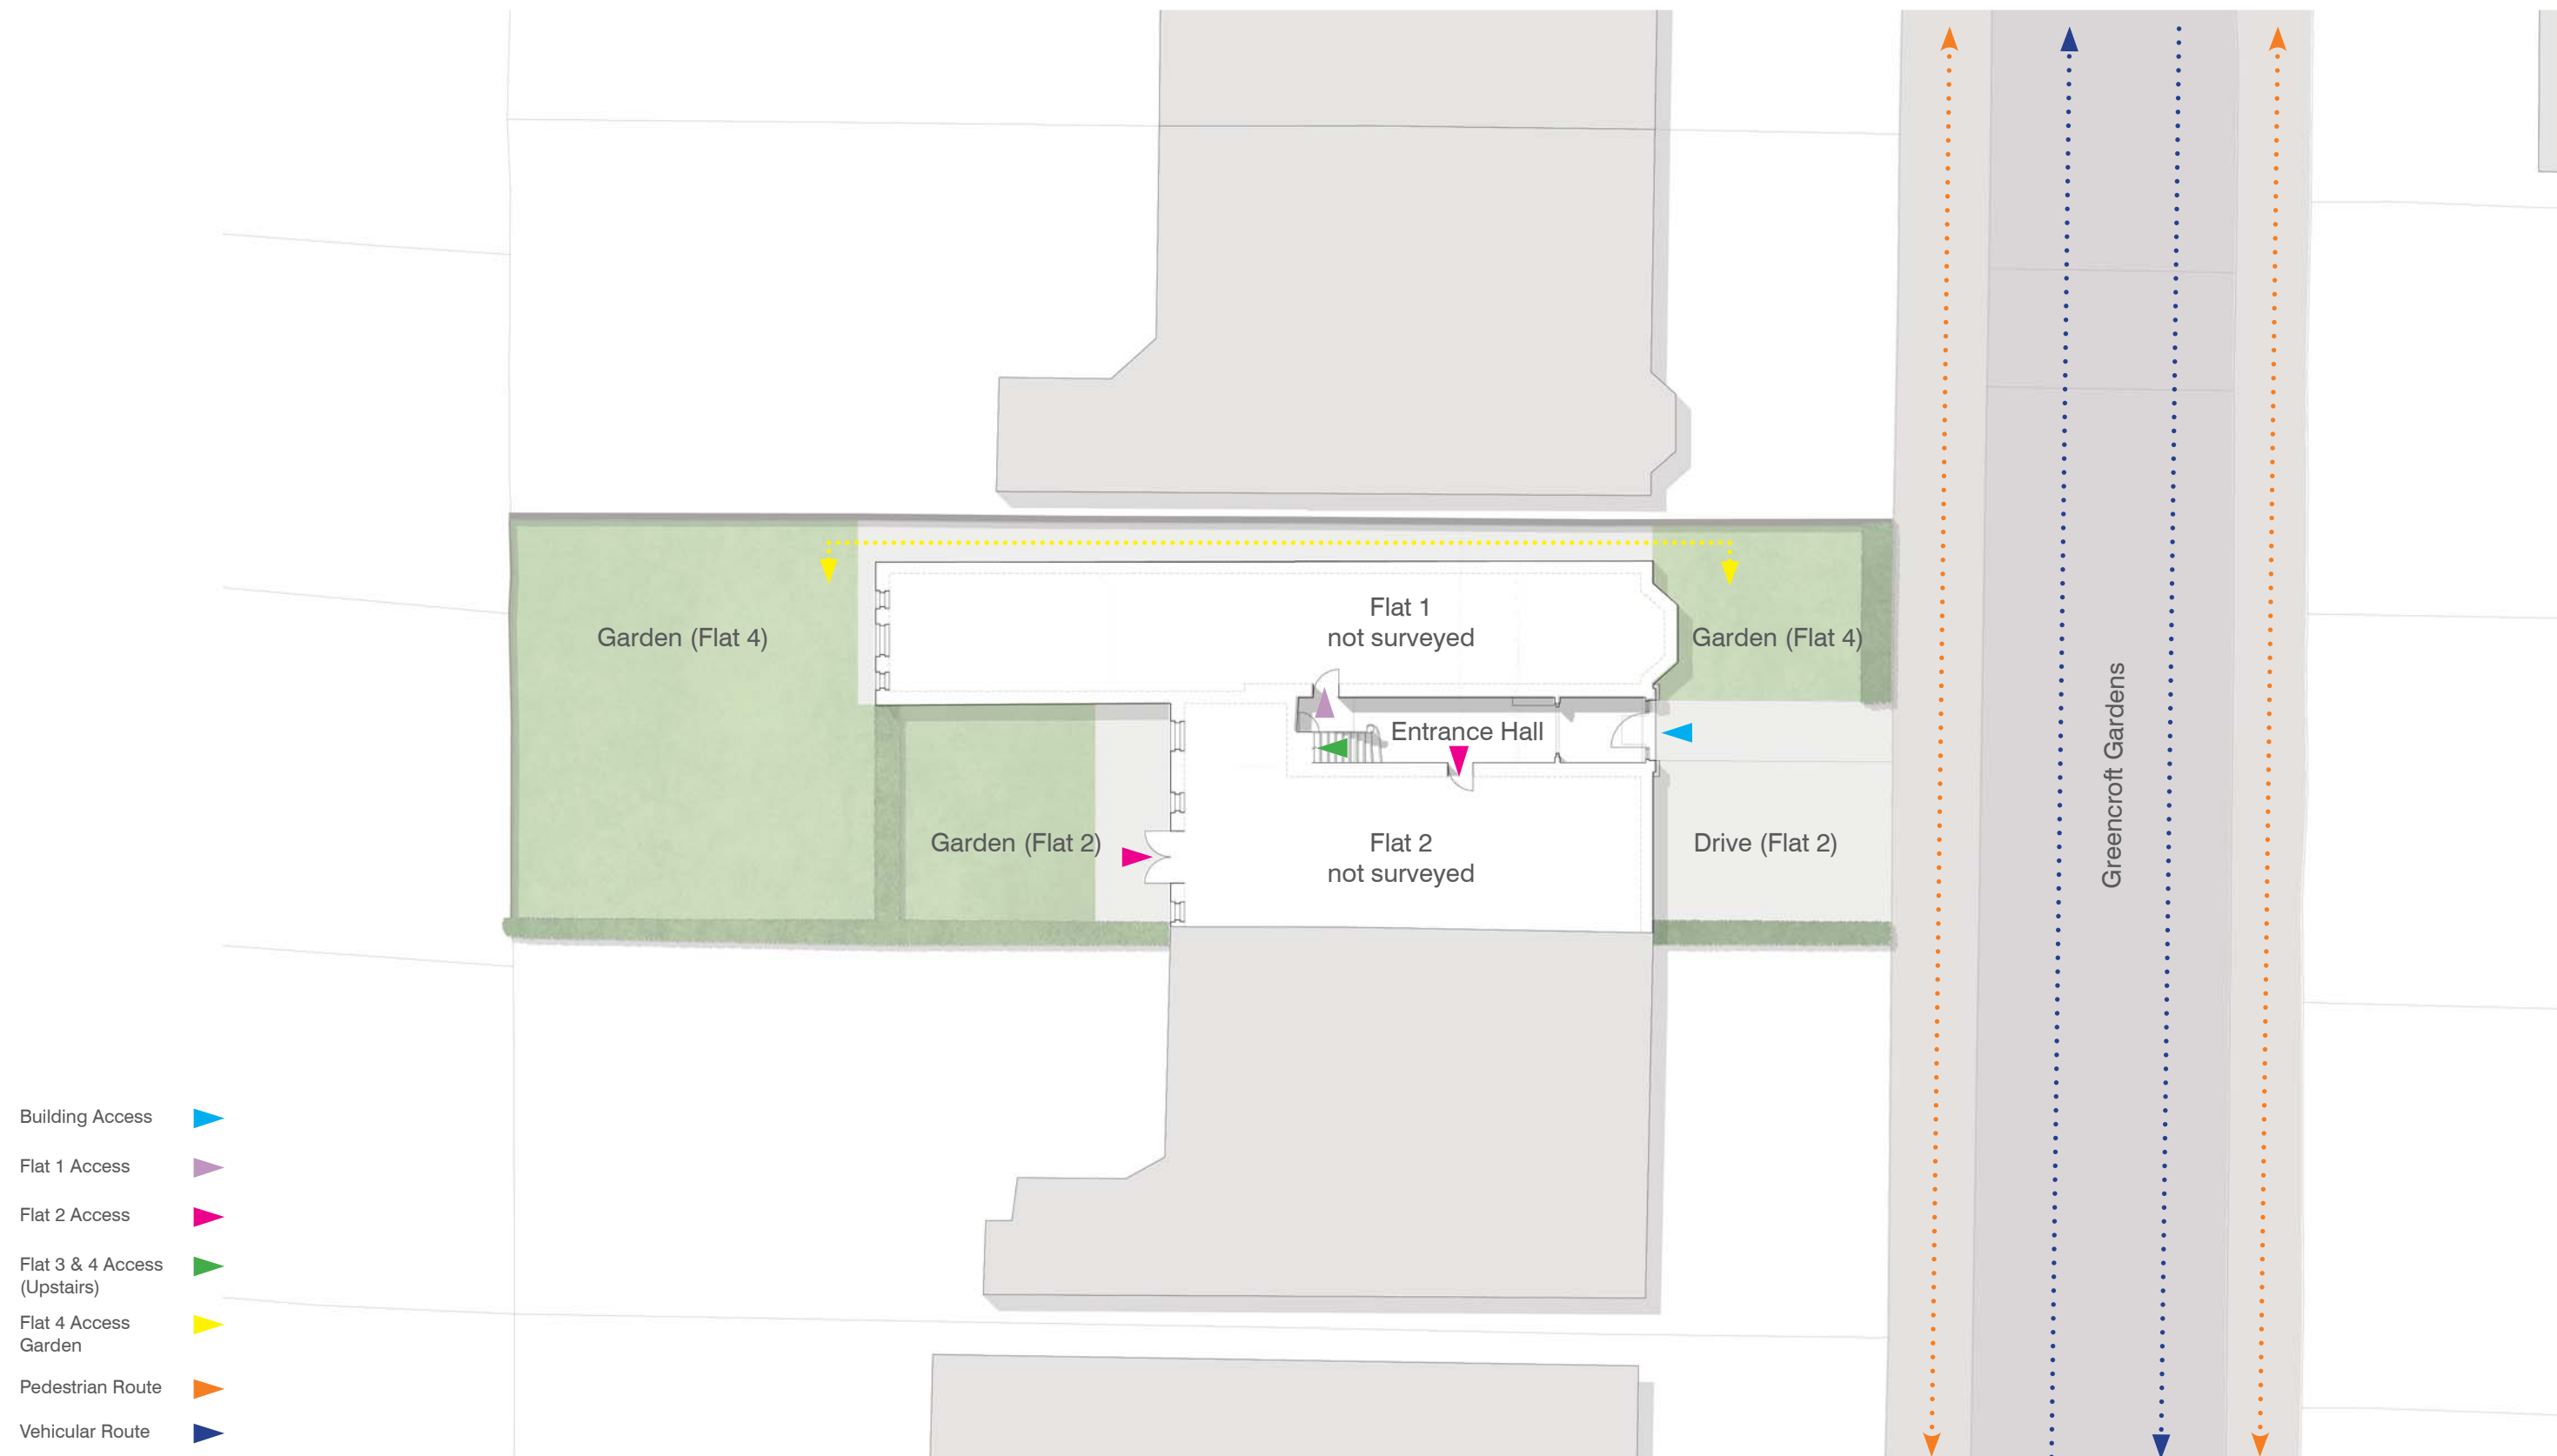 Flat 1
not surveyed
Garden (Flat 4)
Garden (Flat 4)
Entrance Hall
Garden (Flat 2)
Flat 2
not surveyed
Drive (Flat 2)
Greencroft Gardens
Building Access
Flat 1 Access
Flat 2 Access
Flat 3 & 4 Access
(Upstairs)
Flat 4 Access
Garden
Pedestrian Route
Vehicular Route